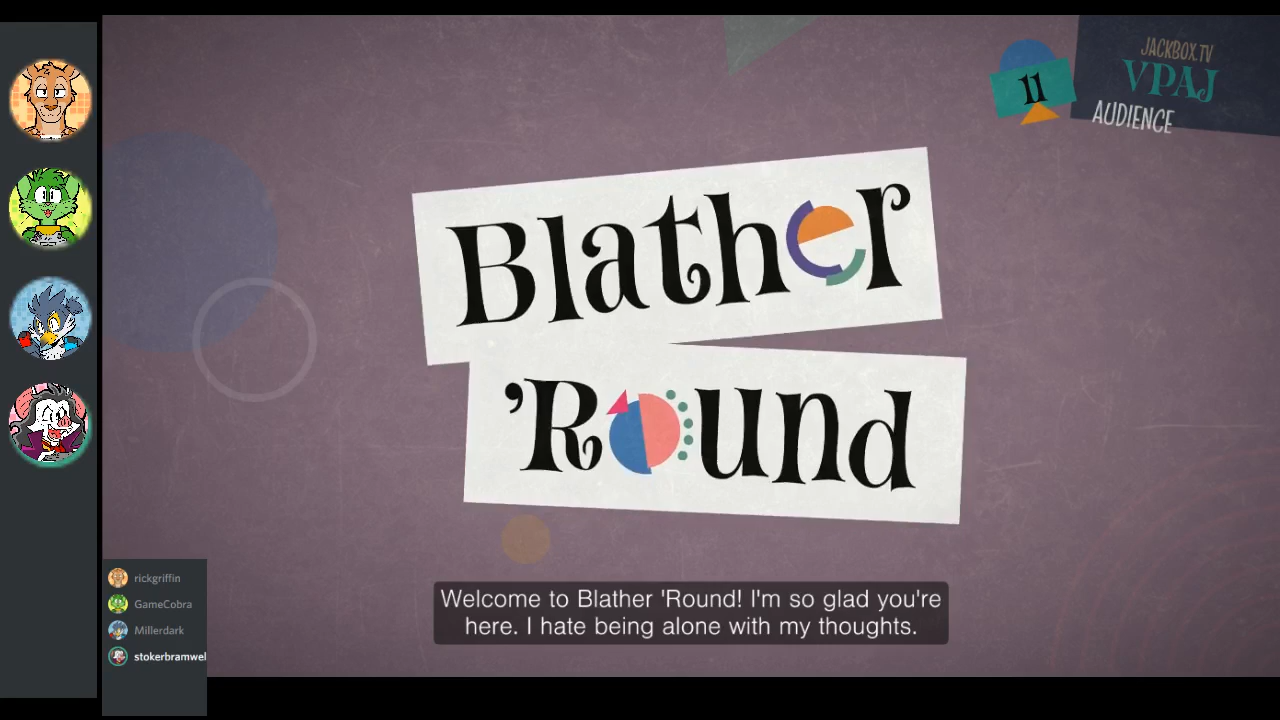 JACKBOX.TV
VPAJ
11
AUDIENCE
Blather
'Round
rickgriffin
GameCobra
Millerdark
stokerbramwel
Welcome to Blather 'Round! I'm so glad you're
here. I hate being alone with my thoughts.